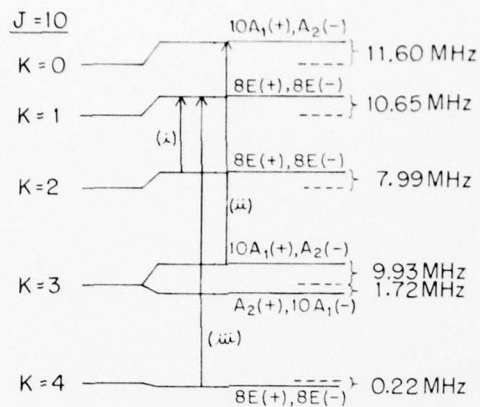 J = 10
10A₁(+),A₂(-)
K = 0
11.60 MHz
8E(+),8E(-)
K = 1
10.65 MHz
(i)
8E(+),8E(-)
K = 2
7.99 MHz
(ii)
10A₁(+),A₂(-)
9.93 MHz
K = 3
1.72 MHz
A₂(+),10A₁(-)
(iii)
K = 4
0.22 MHz
8E(+),8E(-)